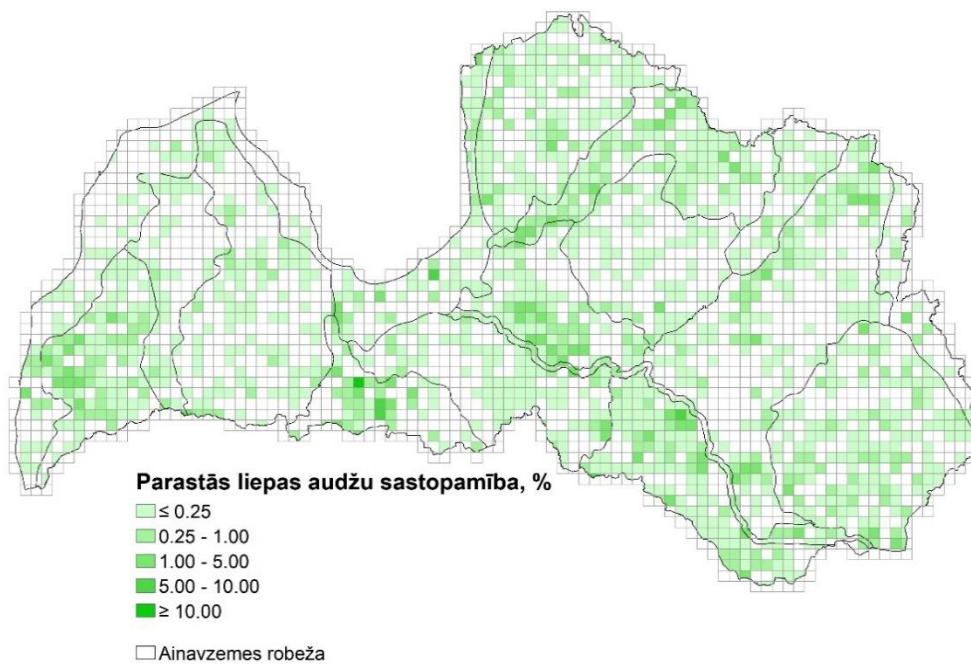 Parastās liepas audžu sastopamība, %
≤ 0.25
0.25 - 1.00
1.00 - 5.00
5.00 - 10.00
≥ 10.00
Ainavzemes robeža